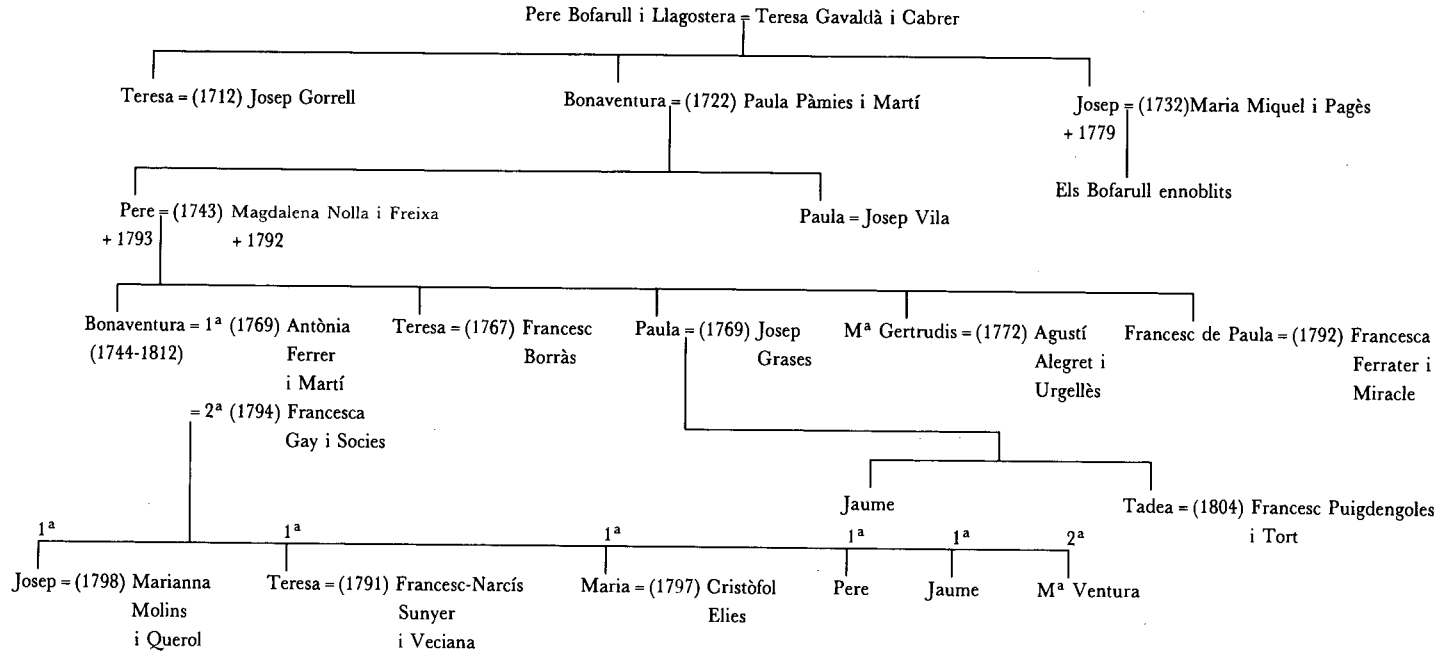 Pere Bofarull i Llagostera = Teresa Gavaldà i Cabrer
Teresa = (1712) Josep Gorrell
Bonaventura = (1722) Paula Pàmies i Martí
Josep = (1732) Maria Miquel i Pagès
+ 1779
Els Bofarull ennoblits
Pere = (1743) Magdalena Nolla i Freixa
+ 1793 + 1792
Paula = Josep Vila
Bonaventura = 1ª (1769) Antònia
(1744-1812) Ferrer
i Martí
= 2ª (1794) Francesca
Gay i Socies
Teresa = (1767) Francesc
Borràs
Paula = (1769) Josep
Grases
Mª Gertrudis = (1772) Agustí
Alegret i
Urgellès
Francesc de Paula = (1792) Francesca
Ferrater i
Miracle
Jaume
Tadea = (1804) Francesc Puigdengoles
i Tort
1ª 1ª 1ª 1ª 1ª 2ª
Josep = (1798) Marianna
Molins
i Querol
Teresa = (1791) Francesc-Narcís
Sunyer
i Veciana
Maria = (1797) Cristòfol
Elies
Pere
Jaume
Mª Ventura